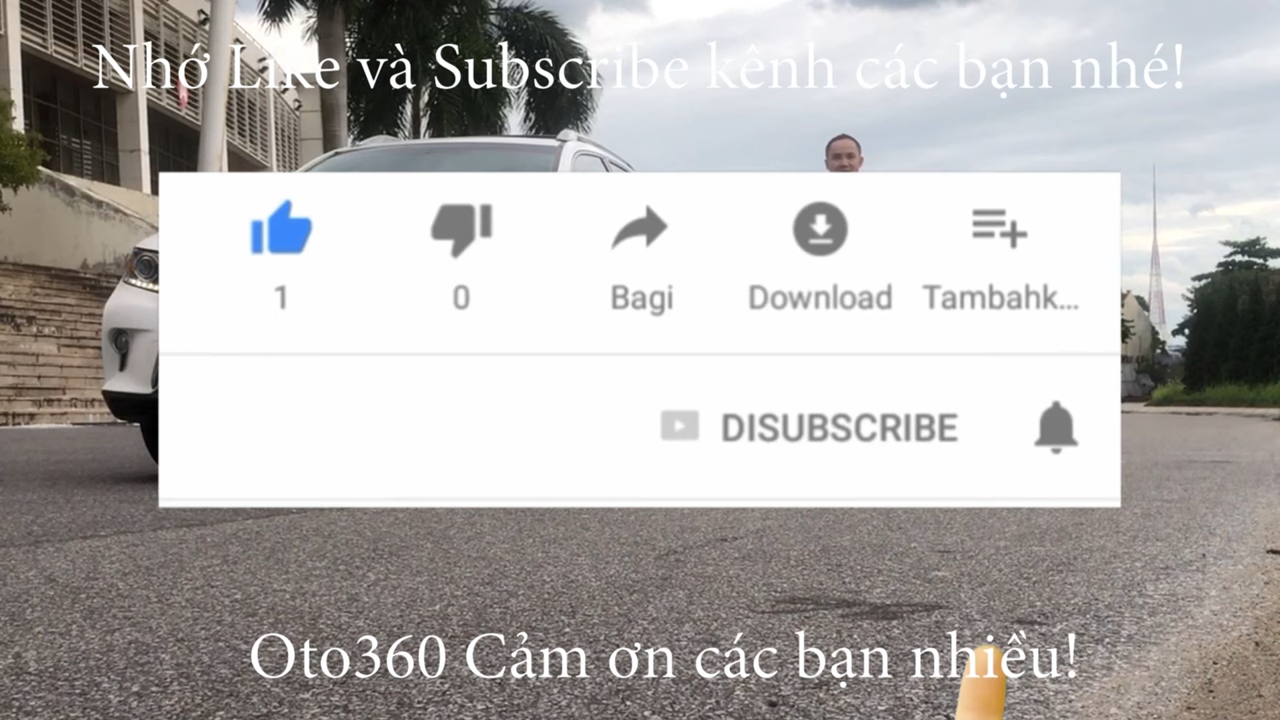 Nhớ Like và Subscribe kênh các bạn nhé!
1 0 Bagi Download Tambahk...
DISUBSCRIBE
Oto360 Cảm ơn các bạn nhiều!